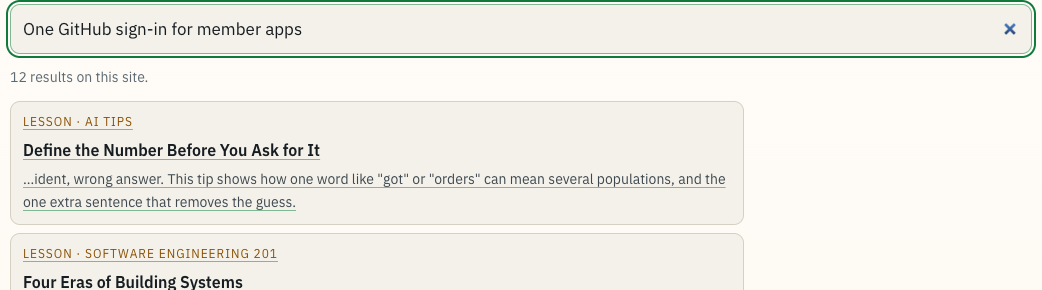 One GitHub sign-in for member apps
12 results on this site.
LESSON · AI TIPS
Define the Number Before You Ask for It
…ident, wrong answer. This tip shows how one word like "got" or "orders" can mean several populations, and the
one extra sentence that removes the guess.
LESSON · SOFTWARE ENGINEERING 201
Four Eras of Building Systems